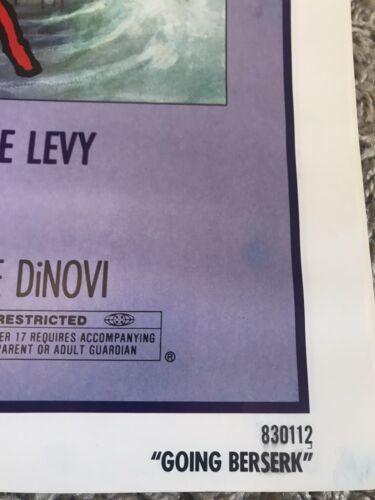 E LEVY
E DiNOVI
RESTRICTED
ER 17 REQUIRES ACCOMPANYING
PARENT OR ADULT GUARDIAN
®
830112
"GOING BERSERK"